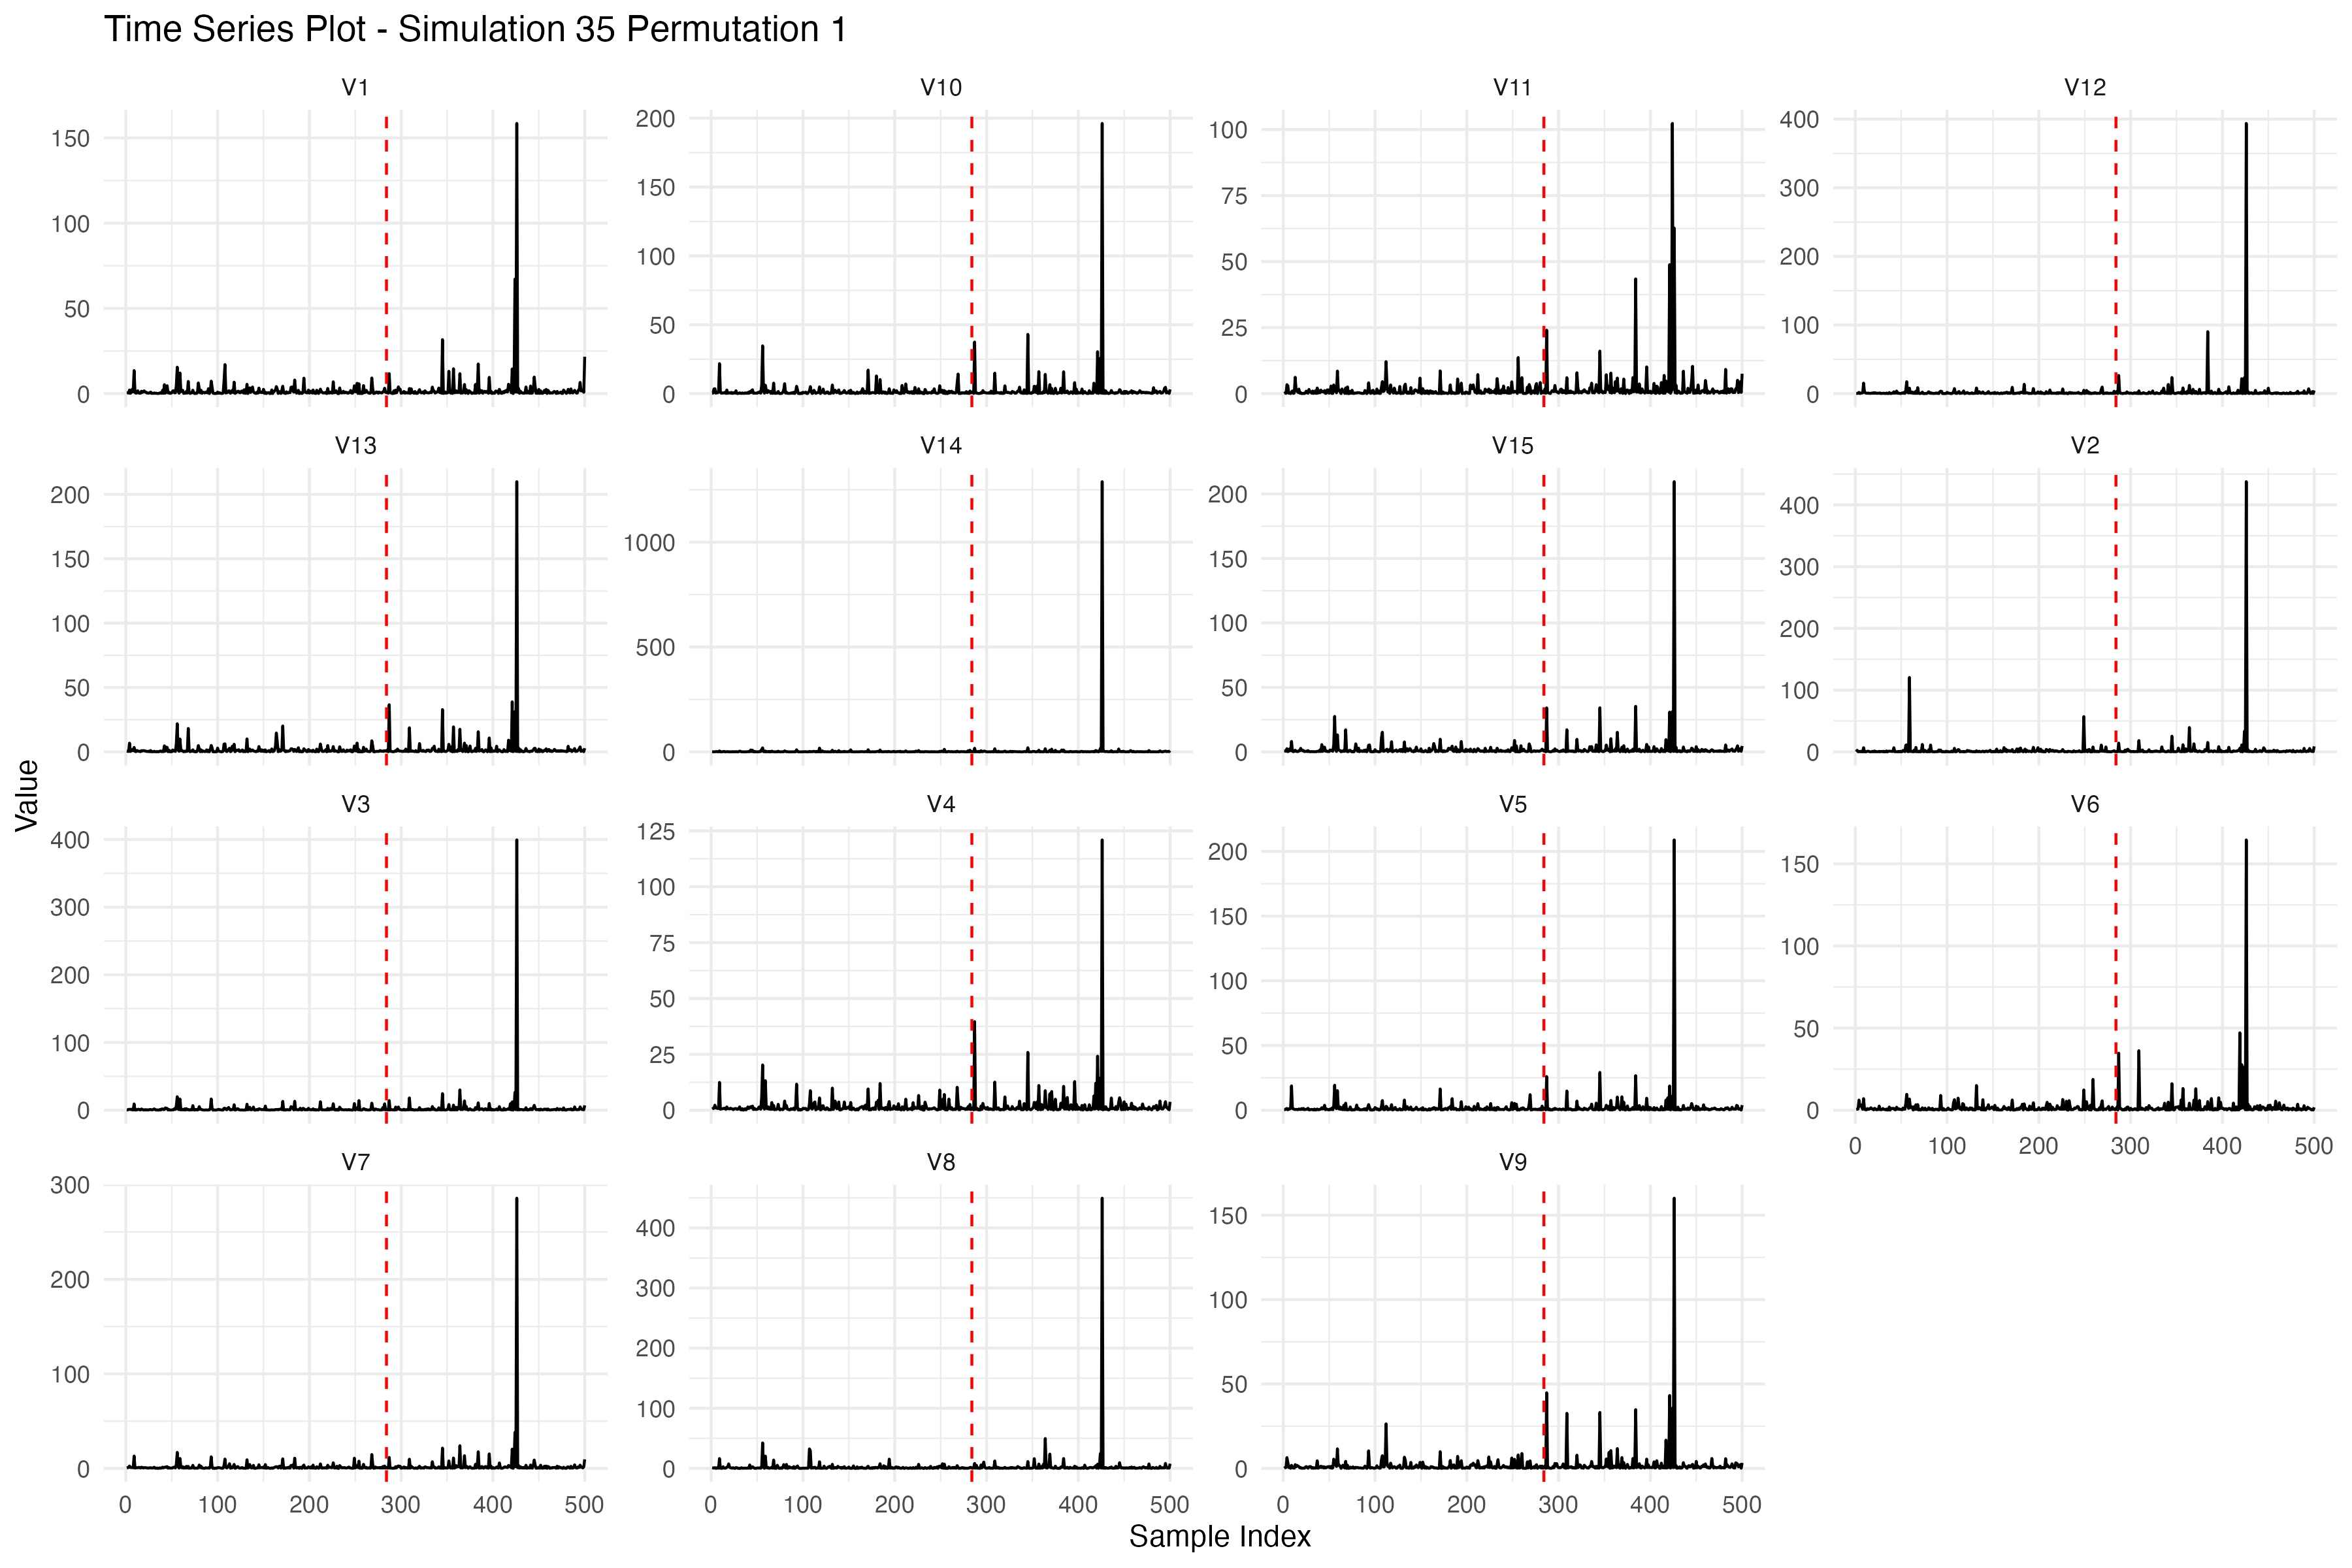 Time Series Plot - Simulation 35 Permutation 1
V1 V10 V11 V12
150 200 100 400
100 150 75 300
50 100 50 200
0 50 25 100
0 0 0
V13 V14 V15 V2
200 1000 200 400
150 500 150 300
100 0 100 200
50 50 100
0 0 0
Value
V3 V4 V5 V6
400 125 200 150
300 100 150 100
200 75 100 50
100 50 50 0
0 25 0
0
0 100 200 300 400 500
V7 V8 V9
300 400 150
200 300 100
100 200 50
0 100 0
0
0 100 200 300 400 500 0 100 200 300 400 500 0 100 200 300 400 500
Sample Index